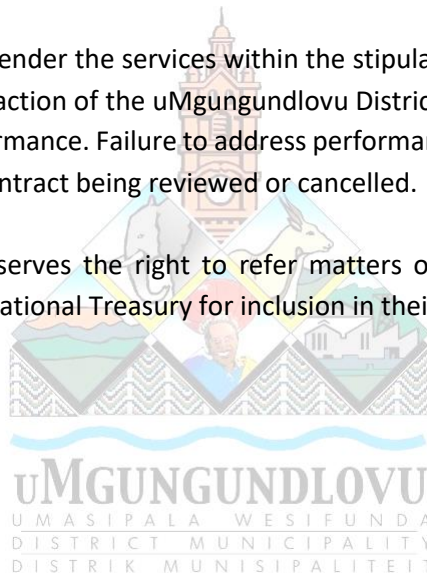 ender the services within the stipula
action of the uMgungundlovu Distric
rmance. Failure to address performan
ontract being reviewed or cancelled.
serves the right to refer matters o
ational Treasury for inclusion in thei
uMGUNGUNDLOVU
UMASIPALA WESIFUNDA
DISTRICT MUNICIPALITY
DISTRIK MUNISIPALITEIT